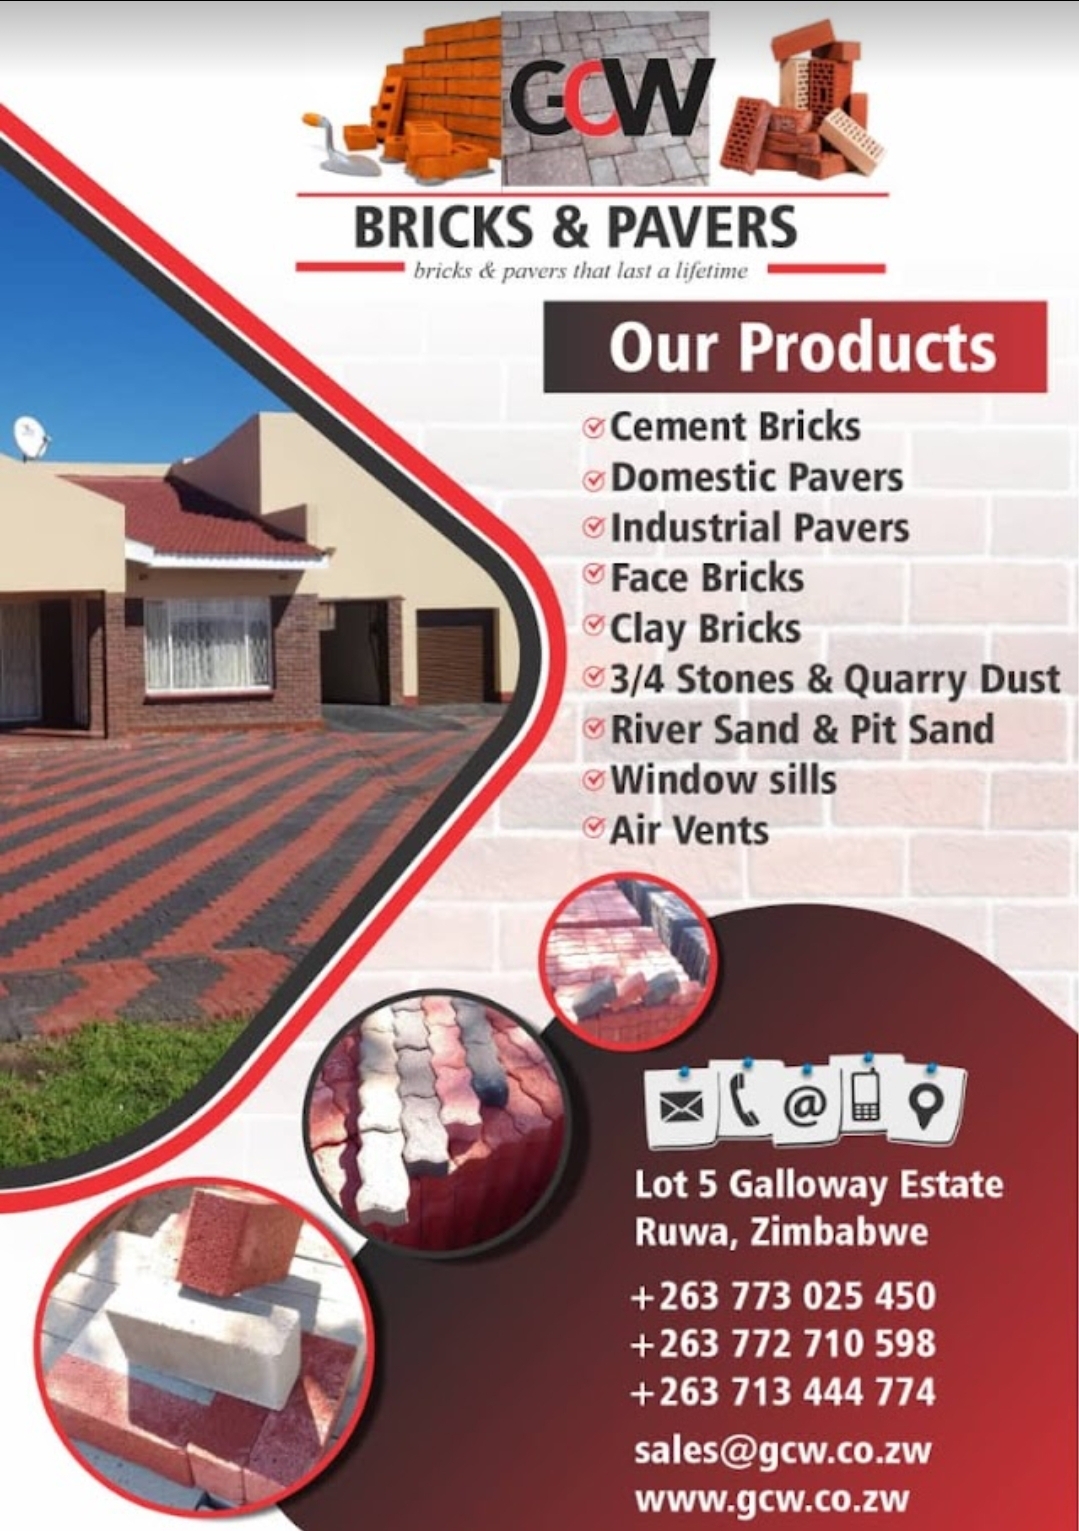 GCW
BRICKS & PAVERS
bricks & pavers that last a lifetime
Our Products
Cement Bricks
Domestic Pavers
Industrial Pavers
Face Bricks
Clay Bricks
3/4 Stones & Quarry Dust
River Sand & Pit Sand
Window sills
Air Vents
@
Lot 5 Galloway Estate
Ruwa, Zimbabwe
+263 773 025 450
+263 772 710 598
+263 713 444 774
sales@gcw.co.zw
www.gcw.co.zw